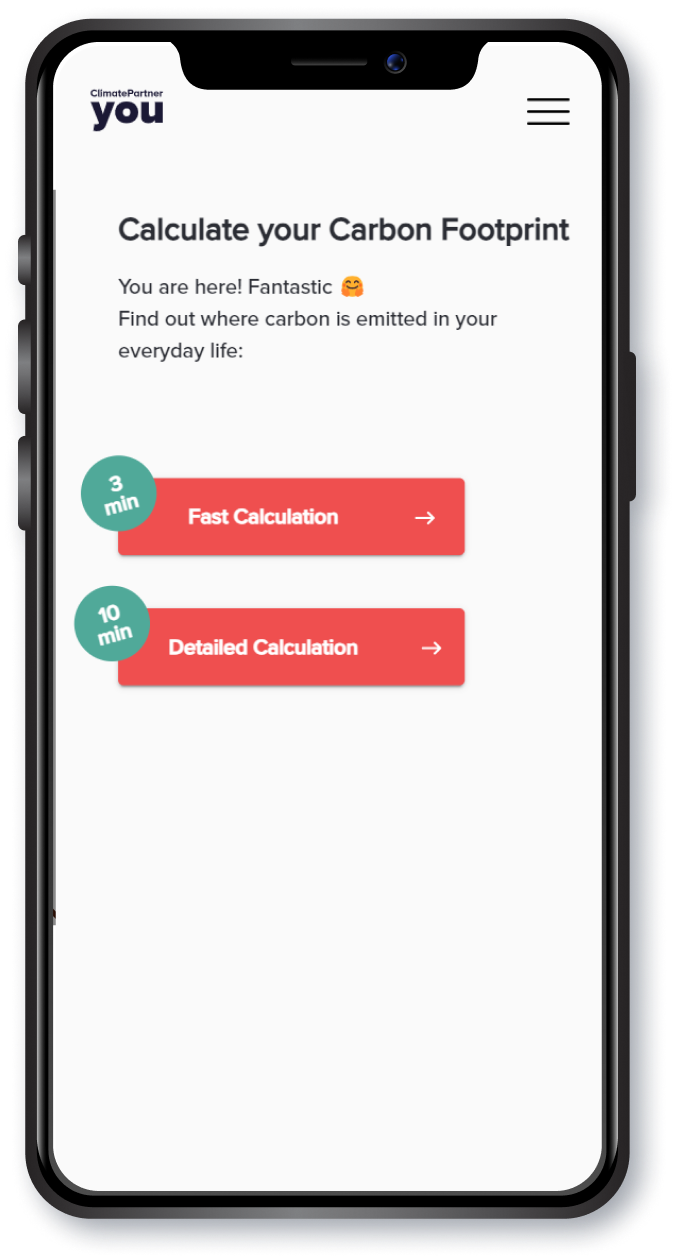 ClimatePartner
you
Calculate your Carbon Footprint
You are here! Fantastic 🤗
Find out where carbon is emitted in your
everyday life:
3
min
Fast Calculation →
10
min
Detailed Calculation →